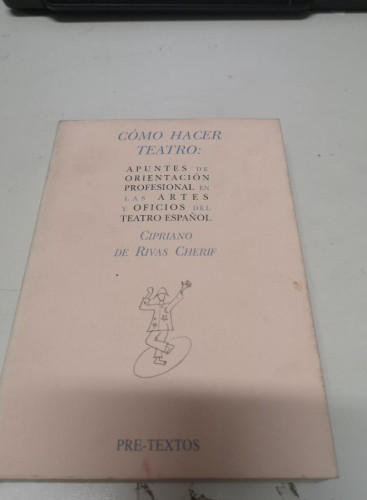 CÓMO HACER
TEATRO:
APUNTES DE
ORIENTACIÓN
PROFESIONAL EN
LAS ARTES
Y OFICIOS DEL
TEATRO ESPAÑOL
CIPRIANO
DE RIVAS CHERIF
PRE-TEXTOS